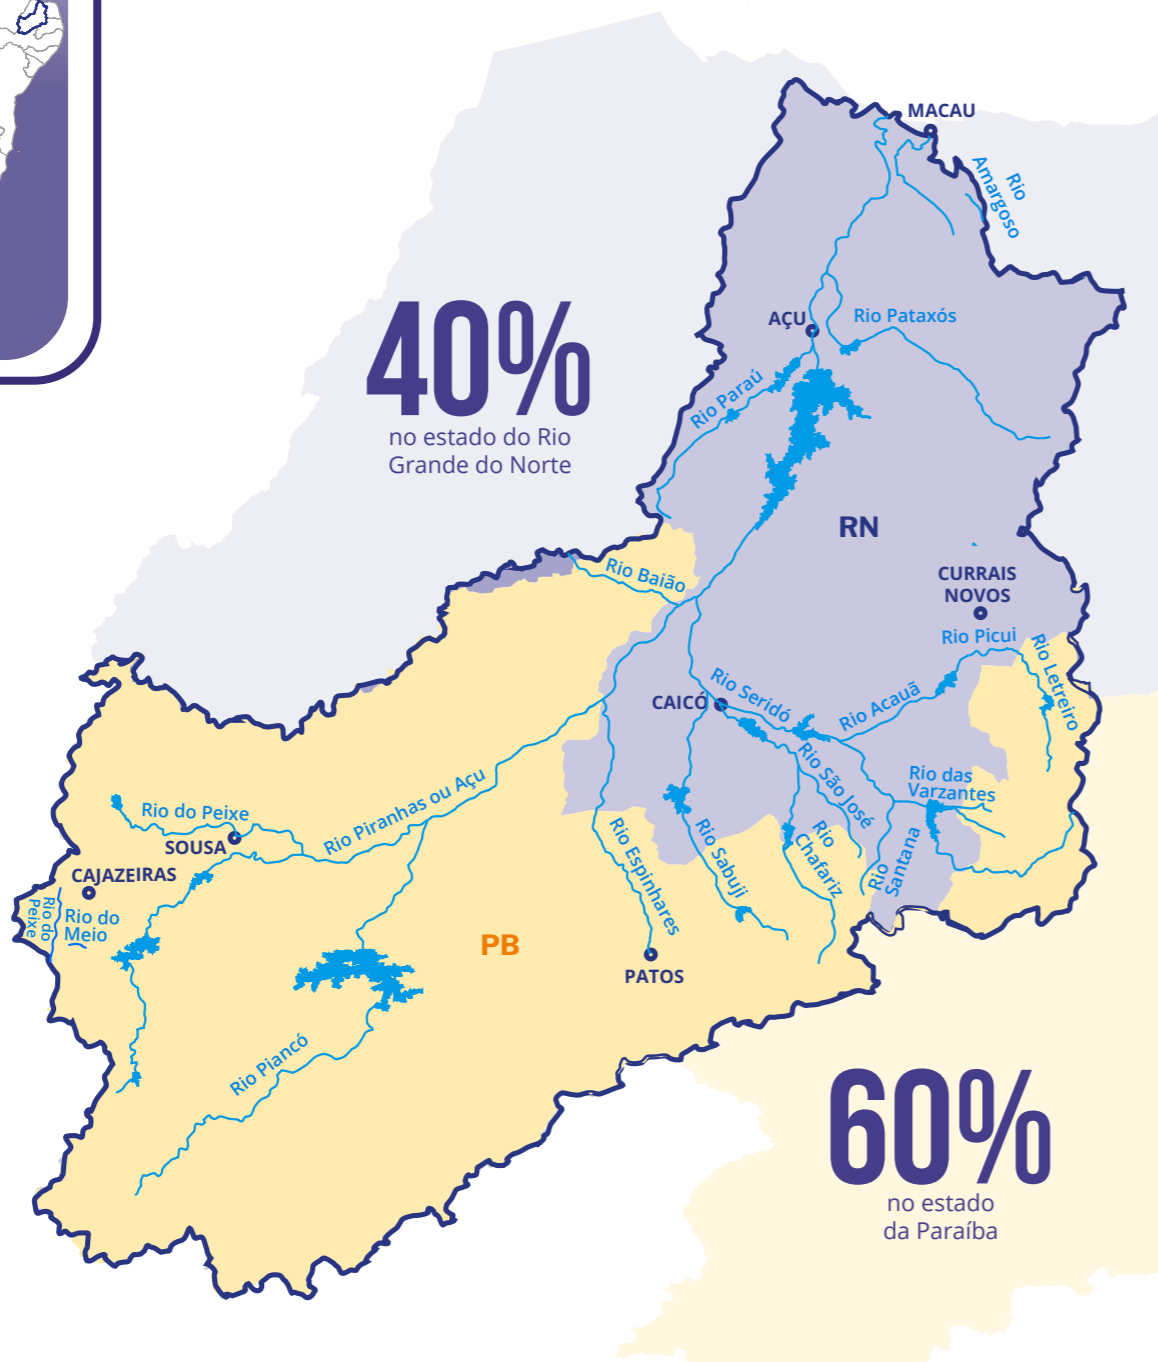 MACAU
Rio
Amargoso
40%
no estado do Rio
Grande do Norte
AÇU
Rio Pataxós
Rio Paraú
RN
Rio Baião
CURRAIS
NOVOS
Rio Picui
Rio Letreiro
CAICÓ
Rio Seridó
Rio Acauã
Rio São José
Rio das
Varzantes
Rio Piranhas ou Açu
Rio do Peixe
SOUSA
CAJAZEIRAS
Rio do
Peixe
Rio do
Meio
Rio Espinhares
Rio Sabuji
Rio
Chafariz
Rio
Santana
PB
PATOS
Rio Piancó
60%
no estado
da Paraíba